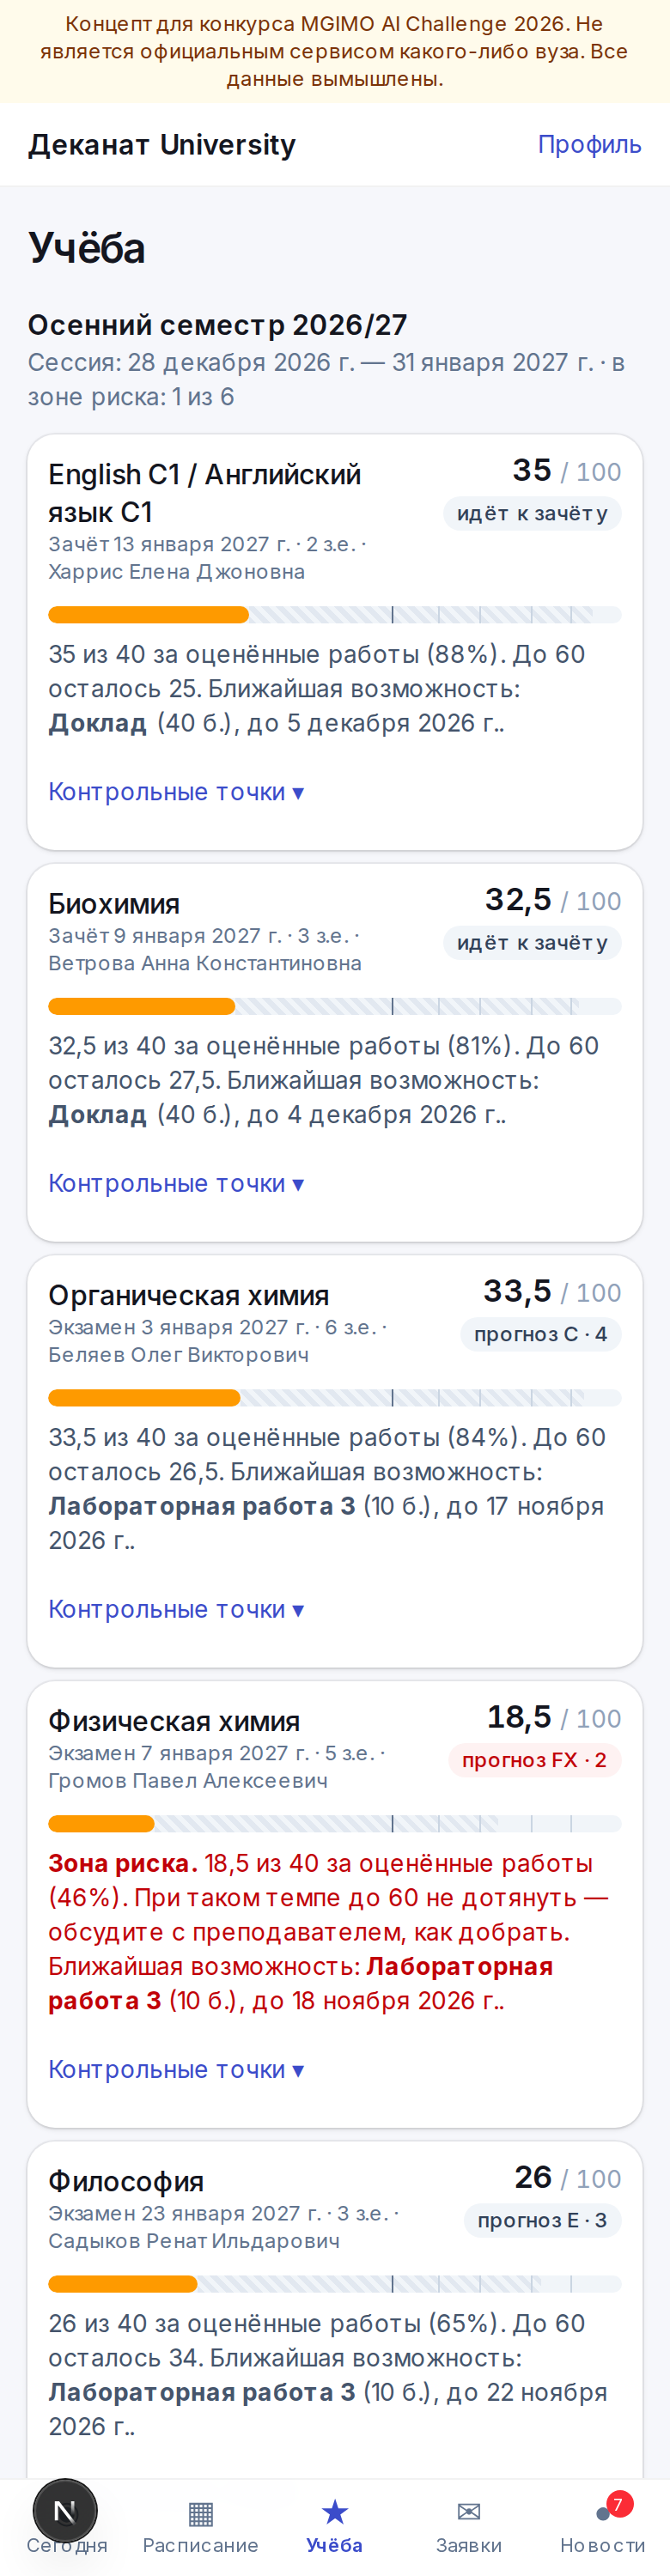 Концепт для конкурса MGIMO AI Challenge 2026. Не
является официальным сервисом какого-либо вуза. Все
данные вымышлены.
Деканат University
Профиль
Учёба
Осенний семестр 2026/27
Сессия: 28 декабря 2026 г. — 31 января 2027 г. · в
зоне риска: 1 из 6
English C1 / Английский
язык C1
35 / 100
идёт к зачёту
Зачёт 13 января 2027 г. · 2 з.е. ·
Харрис Елена Джоновна
35 из 40 за оценённые работы (88%). До 60
осталось 25. Ближайшая возможность:
Доклад (40 б.), до 5 декабря 2026 г..
Контрольные точки ▾
Биохимия
32,5 / 100
идёт к зачёту
Зачёт 9 января 2027 г. · 3 з.е. ·
Ветрова Анна Константиновна
32,5 из 40 за оценённые работы (81%). До 60
осталось 27,5. Ближайшая возможность:
Доклад (40 б.), до 4 декабря 2026 г..
Контрольные точки ▾
Органическая химия
33,5 / 100
прогноз C · 4
Экзамен 3 января 2027 г. · 6 з.е. ·
Беляев Олег Викторович
33,5 из 40 за оценённые работы (84%). До 60
осталось 26,5. Ближайшая возможность:
Лабораторная работа 3 (10 б.), до 17 ноября
2026 г..
Контрольные точки ▾
Физическая химия
18,5 / 100
прогноз FX · 2
Экзамен 7 января 2027 г. · 5 з.е. ·
Громов Павел Алексеевич
Зона риска. 18,5 из 40 за оценённые работы
(46%). При таком темпе до 60 не дотянуть —
обсудите с преподавателем, как добрать.
Ближайшая возможность: Лабораторная
работа 3 (10 б.), до 18 ноября 2026 г..
Контрольные точки ▾
Философия
26 / 100
прогноз E · 3
Экзамен 23 января 2027 г. · 3 з.е. ·
Садыков Ренат Ильдарович
26 из 40 за оценённые работы (65%). До 60
осталось 34. Ближайшая возможность:
Лабораторная работа 3 (10 б.), до 22 ноября
2026 г..
N
7
Сегодня
Расписание
Учёба
Заявки
Новости